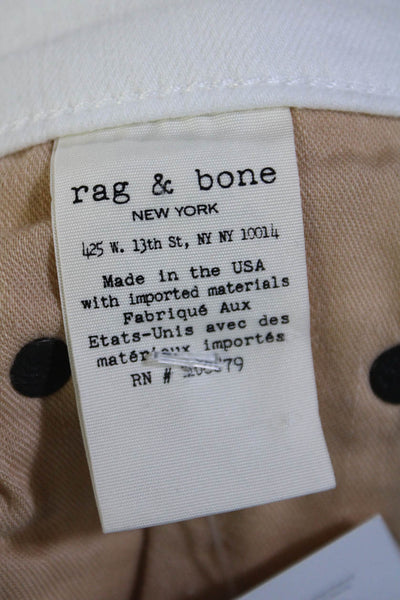 rag & bone
NEW YORK
425 W. 13th St, NY NY 10014
Made in the USA
with imported materials
Fabriqué Aux
Etats-Unis avec des
matériaux importés
RN #